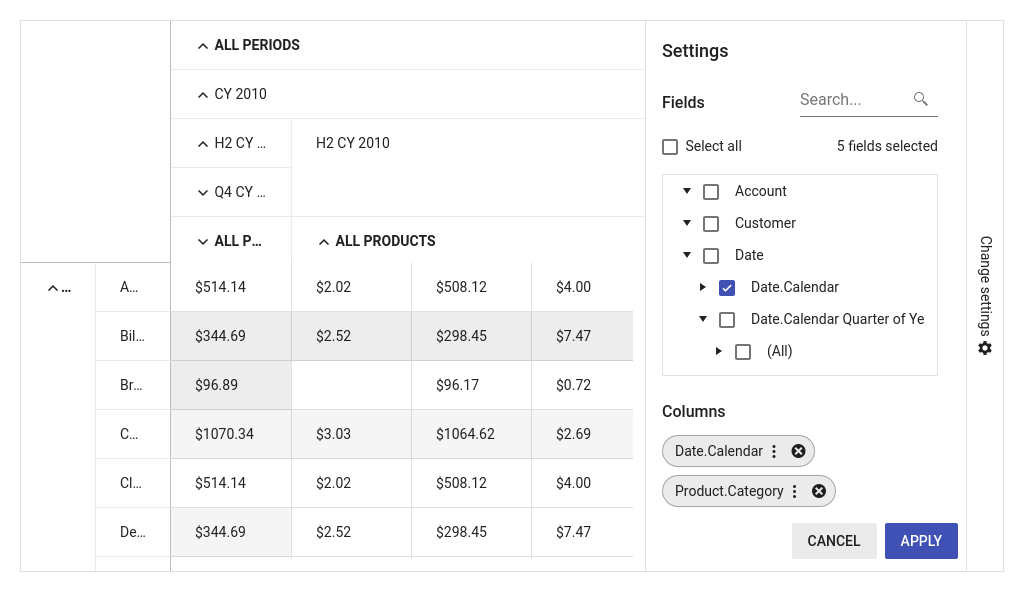 ALL PERIODS
CY 2010
H2 CY ...
H2 CY 2010
Q4 CY ...
ALL P...
ALL PRODUCTS
...
A...
$514.14
$2.02
$508.12
$4.00
Bil...
$344.69
$2.52
$298.45
$7.47
Br...
$96.89
$96.17
$0.72
C...
$1070.34
$3.03
$1064.62
$2.69
Cl...
$514.14
$2.02
$508.12
$4.00
De...
$344.69
$2.52
$298.45
$7.47
Settings
Fields
Search...
Select all
5 fields selected
Account
Customer
Date
Date.Calendar
Date.Calendar Quarter of Ye
(All)
Columns
Date.Calendar
Product.Category
CANCEL
APPLY
Change settings